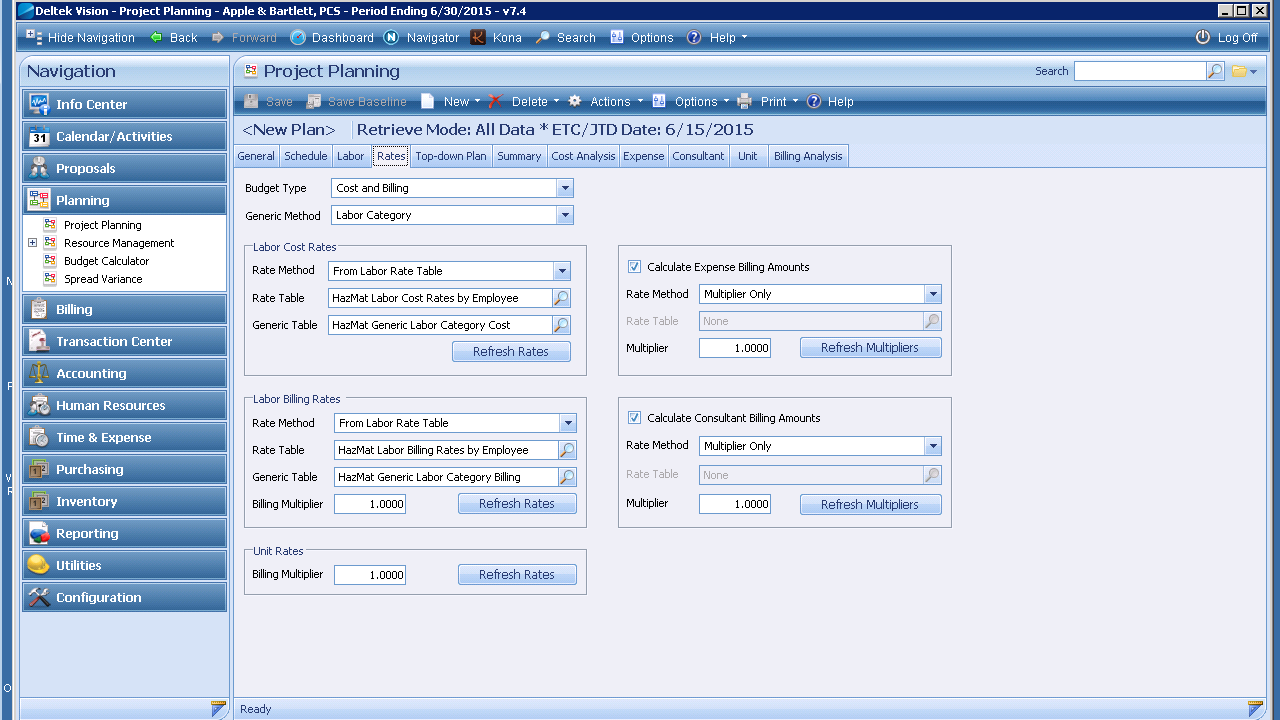 Deltek Vision - Project Planning - Apple & Bartlett, PCS - Period Ending 6/30/2015 - v7.4
Hide Navigation Back Forward Dashboard Navigator Kona Search Options Help Log Off
Navigation
Info Center
31 Calendar/Activities
Proposals
Planning
Project Planning
Resource Management
Budget Calculator
Spread Variance
Billing
Transaction Center
Accounting
Human Resources
Time & Expense
Purchasing
Inventory
Reporting
Utilities
Configuration
Project Planning
Search
Save Save Baseline New Delete Actions Options Print Help
<New Plan> Retrieve Mode: All Data * ETC/JTD Date: 6/15/2015
General Schedule Labor Rates Top-down Plan Summary Cost Analysis Expense Consultant Unit Billing Analysis
Budget Type Cost and Billing
Generic Method Labor Category
Labor Cost Rates
Rate Method From Labor Rate Table
Rate Table HazMat Labor Cost Rates by Employee
Generic Table HazMat Generic Labor Category Cost
Refresh Rates
Calculate Expense Billing Amounts
Rate Method Multiplier Only
Rate Table None
Multiplier 1.0000 Refresh Multipliers
Labor Billing Rates
Rate Method From Labor Rate Table
Rate Table HazMat Labor Billing Rates by Employee
Generic Table HazMat Generic Labor Category Billing
Billing Multiplier 1.0000 Refresh Rates
Calculate Consultant Billing Amounts
Rate Method Multiplier Only
Rate Table None
Multiplier 1.0000 Refresh Multipliers
Unit Rates
Billing Multiplier 1.0000 Refresh Rates
Ready